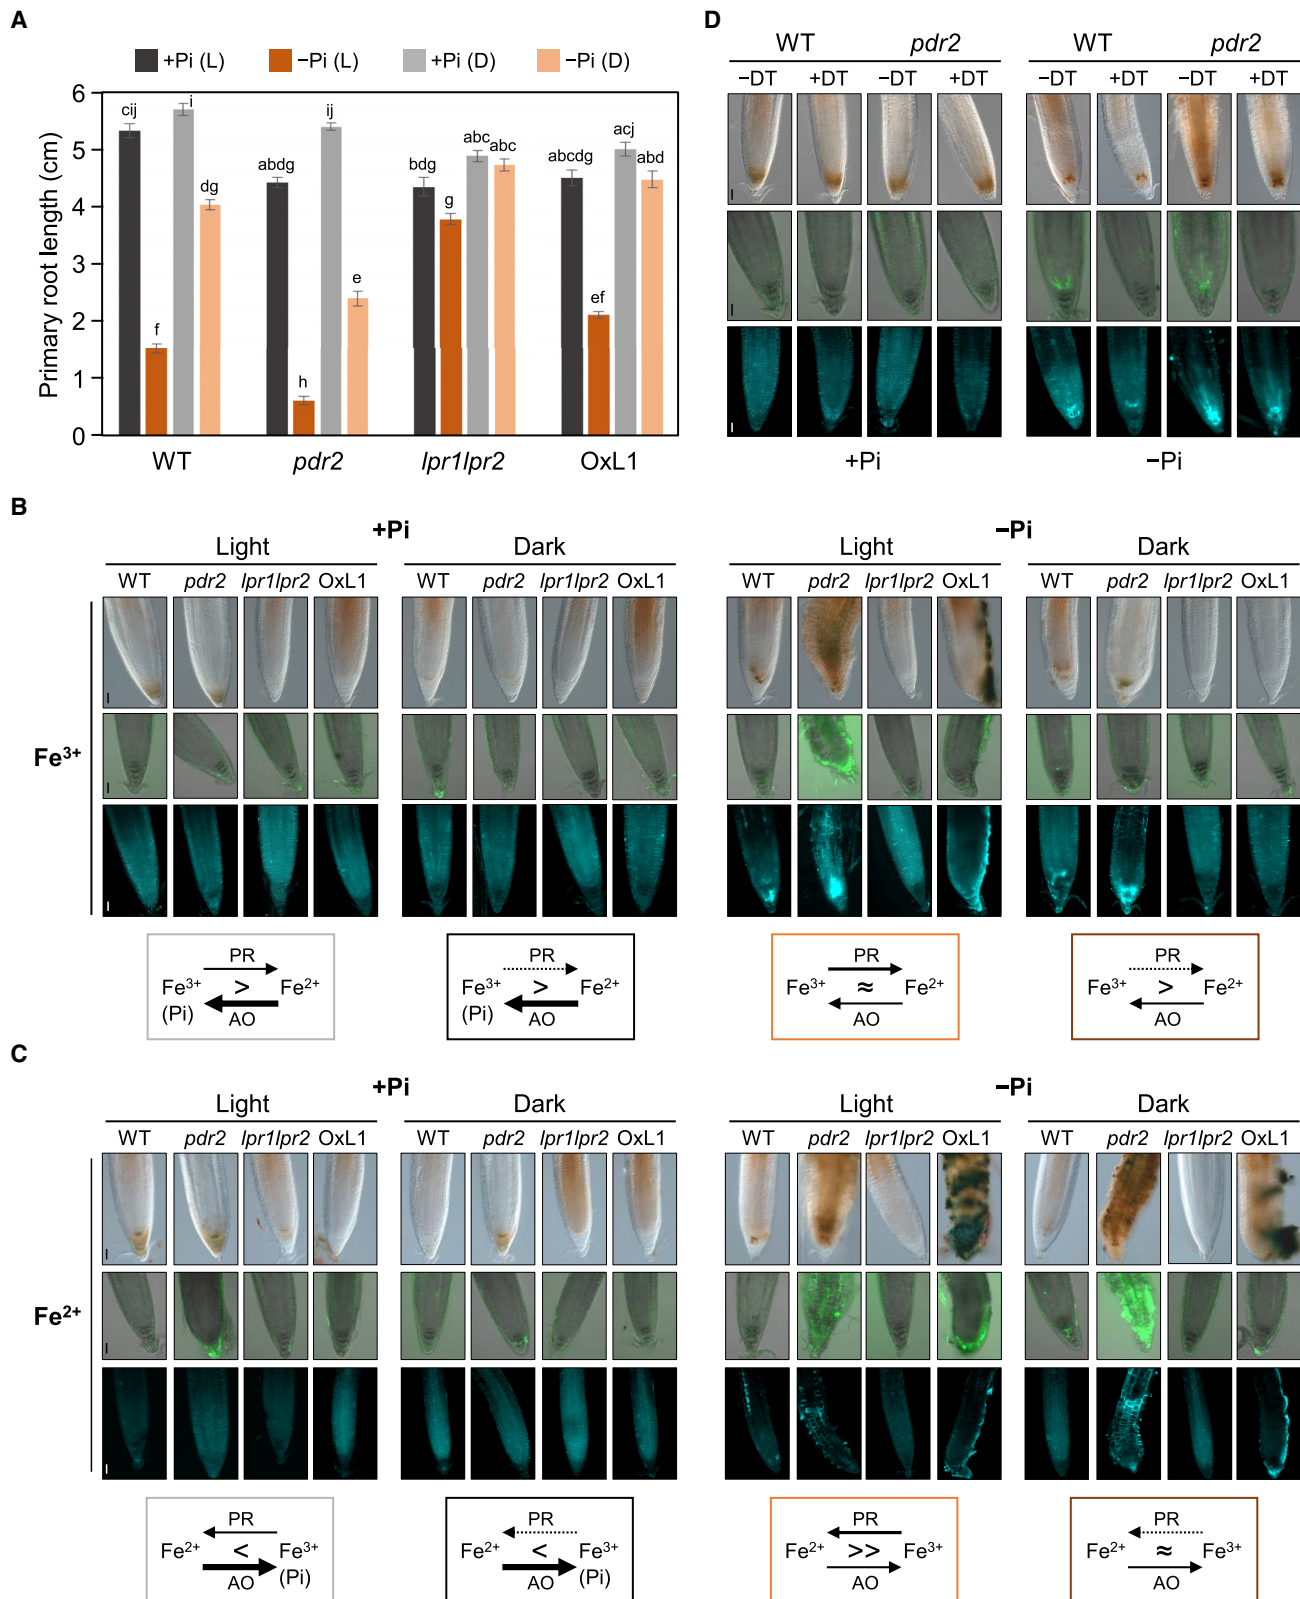 A
+Pi (L) −Pi (L) +Pi (D) −Pi (D)
Primary root length (cm)
6
5
4
3
2
1
0
cij f i dg
abdg h ij e
bdg g abc abc
abcdg ef acj abd
WT pdr2 lpr1lpr2 OxL1
D
WT pdr2 WT pdr2
−DT +DT −DT +DT −DT +DT −DT +DT
+Pi −Pi
B
+Pi −Pi
Light Dark Light Dark
WT pdr2 lpr1lpr2 OxL1 WT pdr2 lpr1lpr2 OxL1 WT pdr2 lpr1lpr2 OxL1 WT pdr2 lpr1lpr2 OxL1
Fe³⁺
PR PR PR PR
Fe³⁺ > Fe²⁺ Fe³⁺ > Fe²⁺ Fe³⁺ ≈ Fe²⁺ Fe³⁺ > Fe²⁺
(Pi) AO (Pi) AO AO AO
C
+Pi −Pi
Light Dark Light Dark
WT pdr2 lpr1lpr2 OxL1 WT pdr2 lpr1lpr2 OxL1 WT pdr2 lpr1lpr2 OxL1 WT pdr2 lpr1lpr2 OxL1
Fe²⁺
PR PR PR PR
Fe²⁺ < Fe³⁺ Fe²⁺ < Fe³⁺ Fe²⁺ >> Fe³⁺ Fe²⁺ ≈ Fe³⁺
AO (Pi) AO (Pi) AO AO